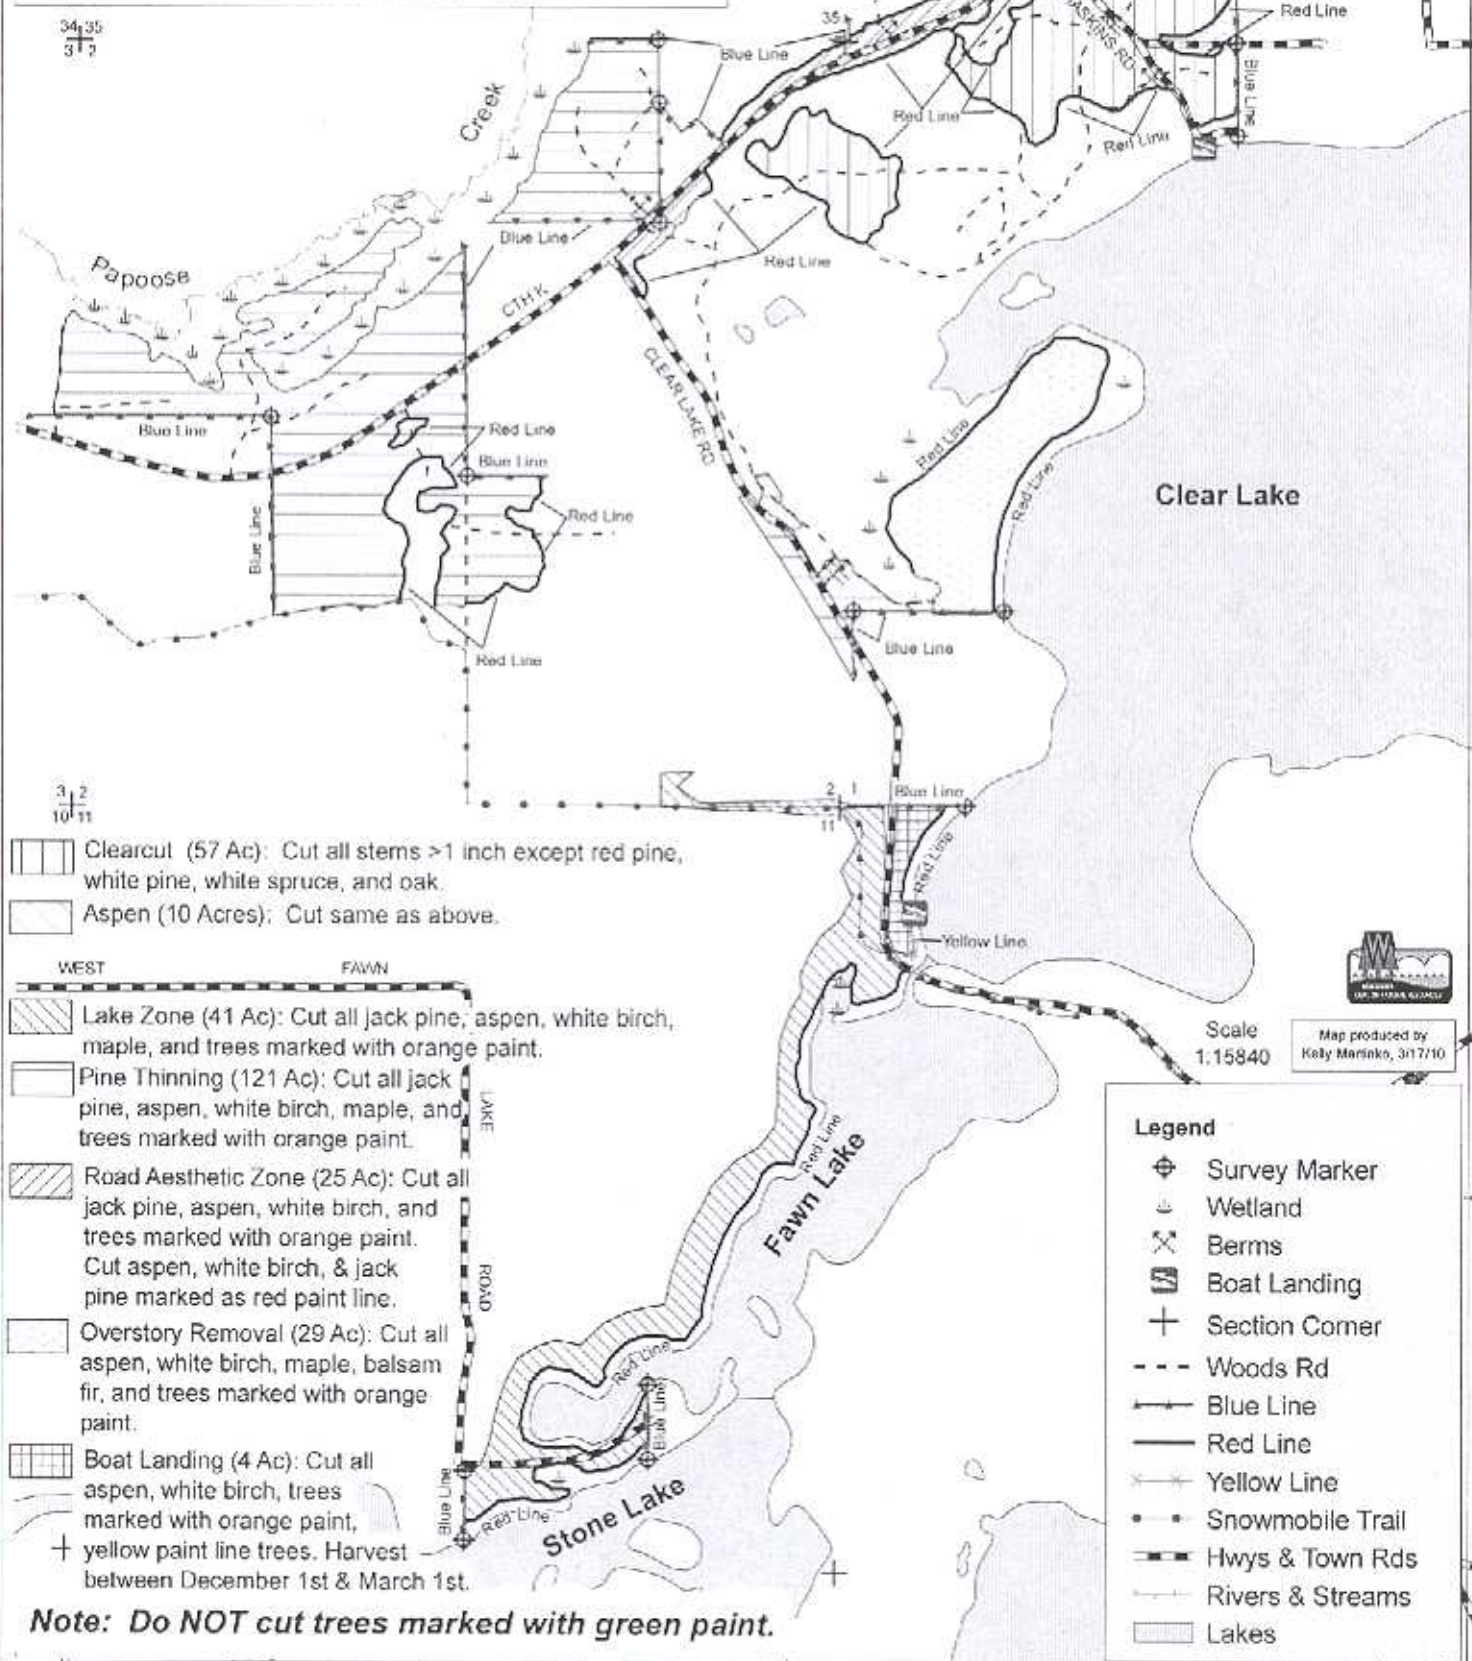 34 35
3 2
35
Red Line
HASKINS RD
Blue Line
Blue Line
Creek
Red Line
Red Line
Blue Line
Red Line
Papoose
CTH K
CLEAR LAKE RD
Red Line
Red Line
Clear Lake
Blue Line
Red Line
Blue Line
Red Line
Blue Line
Blue Line
Red Line
3 2
10 11
2 1
11
Blue Line
Red Line
Yellow Line
Clearcut (57 Ac): Cut all stems >1 inch except red pine,
white pine, white spruce, and oak.
Aspen (10 Acres): Cut same as above.
WEST FAWN
Lake Zone (41 Ac): Cut all jack pine, aspen, white birch,
maple, and trees marked with orange paint.
Pine Thinning (121 Ac): Cut all jack
pine, aspen, white birch, maple, and
trees marked with orange paint.
LAKE
Road Aesthetic Zone (25 Ac): Cut all
jack pine, aspen, white birch, and
trees marked with orange paint.
Cut aspen, white birch, & jack
pine marked as red paint line.
ROAD
Overstory Removal (29 Ac): Cut all
aspen, white birch, maple, balsam
fir, and trees marked with orange
paint.
Boat Landing (4 Ac): Cut all
aspen, white birch, trees
marked with orange paint,
yellow paint line trees. Harvest
between December 1st & March 1st.
Note: Do NOT cut trees marked with green paint.
Red Line
Fawn Lake
Red Line
Blue Line
Blue Line
Red Line
Stone Lake
W
Scale
1:15840
Map produced by
Kelly Martinko, 3/17/10
Legend
Survey Marker
Wetland
Berms
Boat Landing
Section Corner
Woods Rd
Blue Line
Red Line
Yellow Line
Snowmobile Trail
Hwys & Town Rds
Rivers & Streams
Lakes